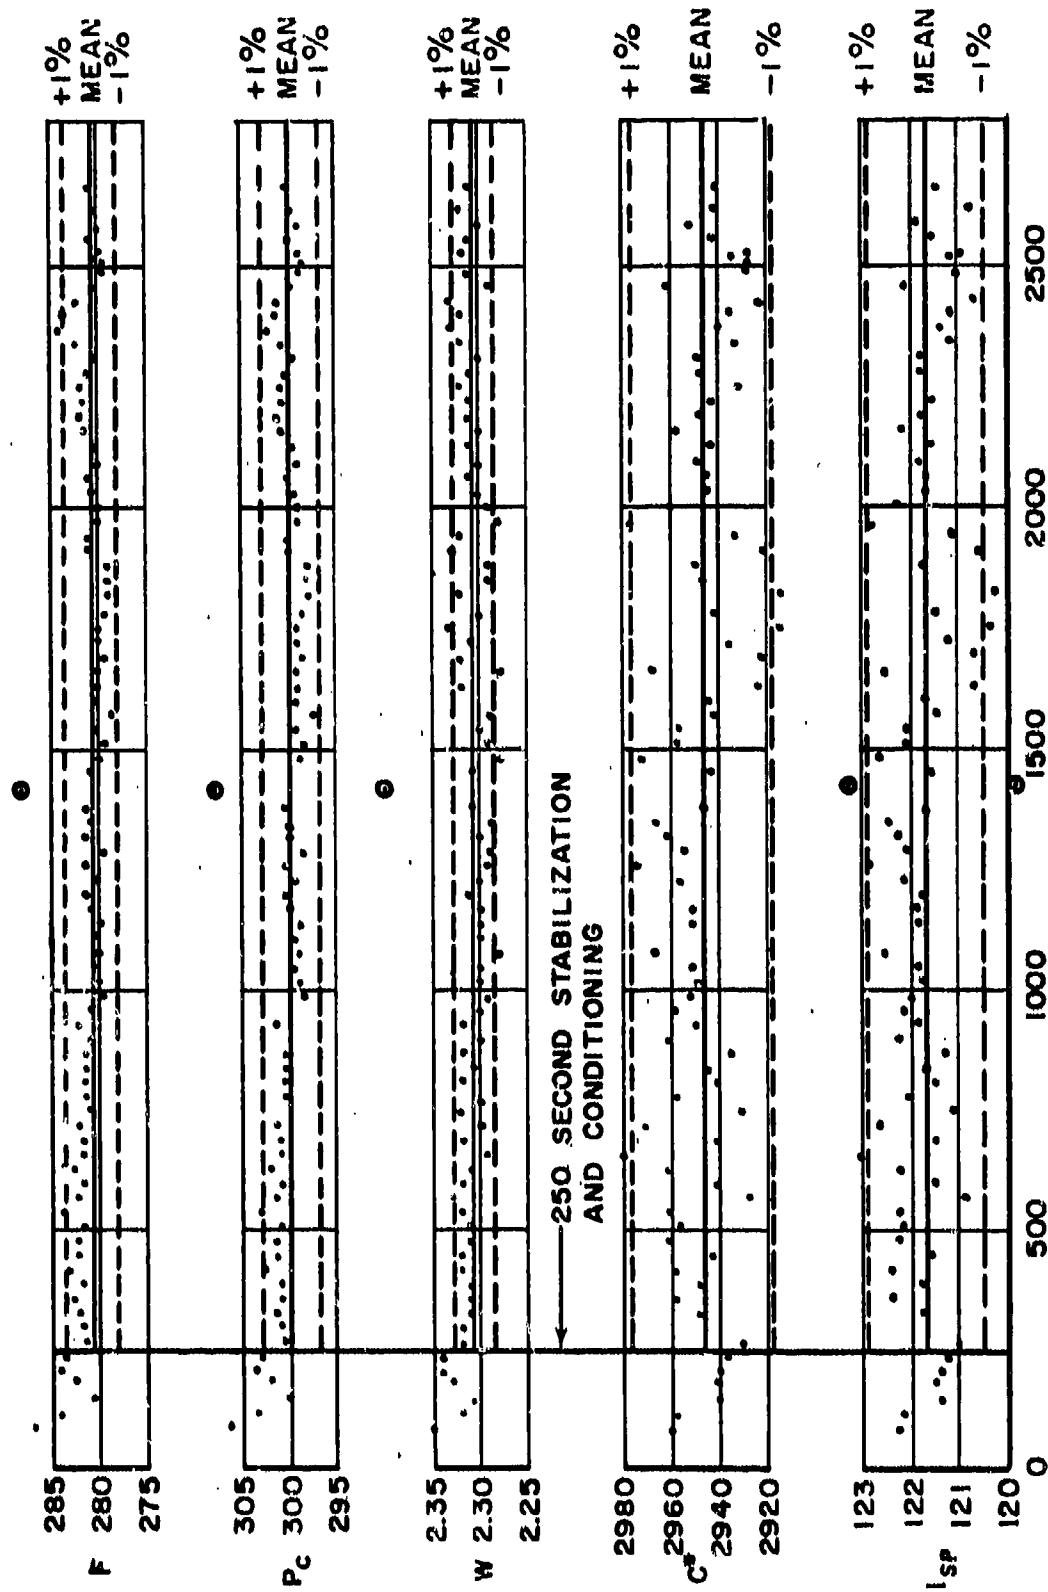 +1%
MEAN
-1%
285
280
275
F
+1%
MEAN
-1%
305
300
295
Pc
+1%
MEAN
-1%
2.35
2.30
2.25
W
250 SECOND STABILIZATION
AND CONDITIONING
+1%
MEAN
-1%
2980
2960
2940
2920
C*
+1%
MEAN
-1%
123
122
121
120
ISP
0
500
1000
1500
2000
2500